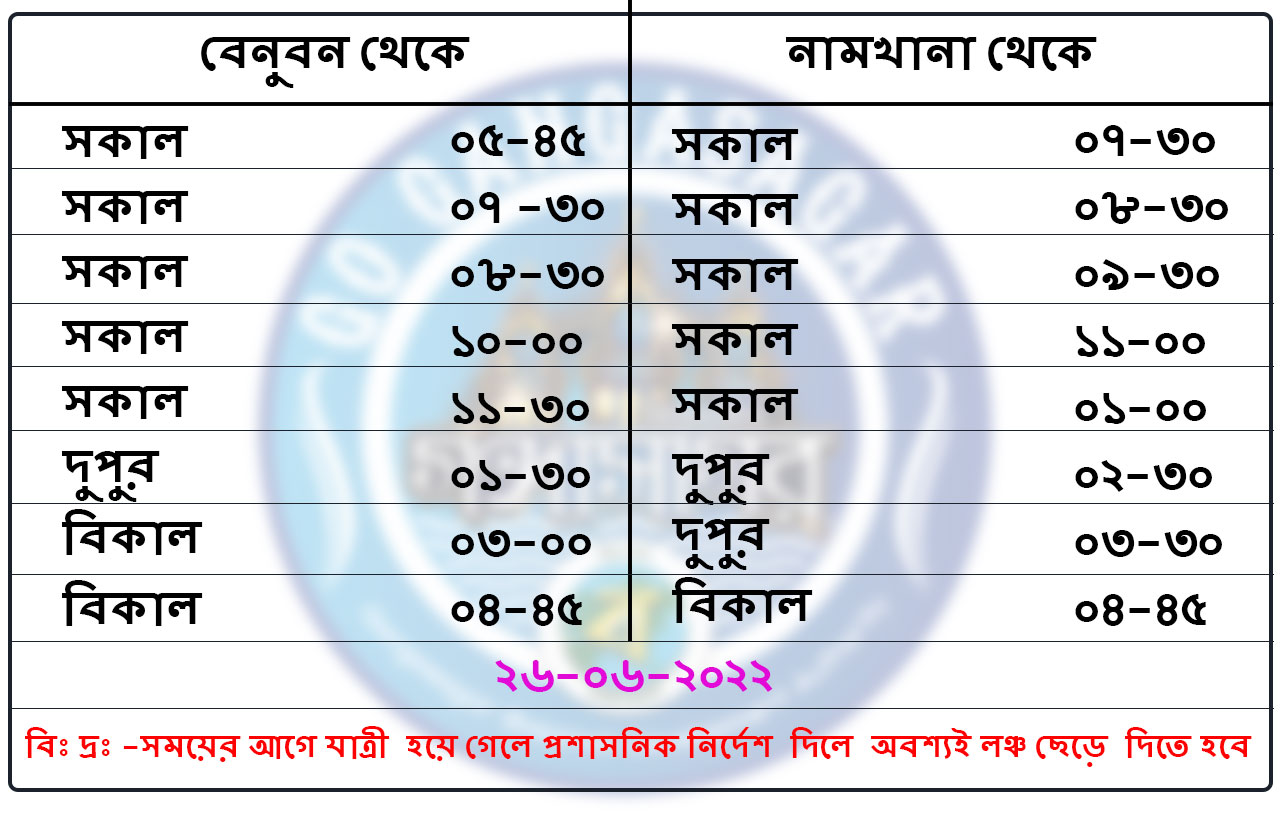 বেনুবন থেকে নামখানা থেকে
সকাল ০৫-৪৫ সকাল ০৭-৩০
সকাল ০৭ -৩০ সকাল ০৮-৩০
সকাল ০৮-৩০ সকাল ০৯-৩০
সকাল ১০-০০ সকাল ১১-০০
সকাল ১১-৩০ সকাল ০১-০০
দুপুর ০১-৩০ দুপুর ০২-৩০
বিকাল ০৩-০০ দুপুর ০৩-৩০
বিকাল ০৪-৪৫ বিকাল ০৪-৪৫
২৬-০৬-২০২২
বিঃ দ্রঃ -সময়ের আগে যাত্রী হয়ে গেলে প্রশাসনিক নির্দেশ দিলে অবশ্যই লঞ্চ ছেড়ে দিতে হবে
GO GANGASAGAR